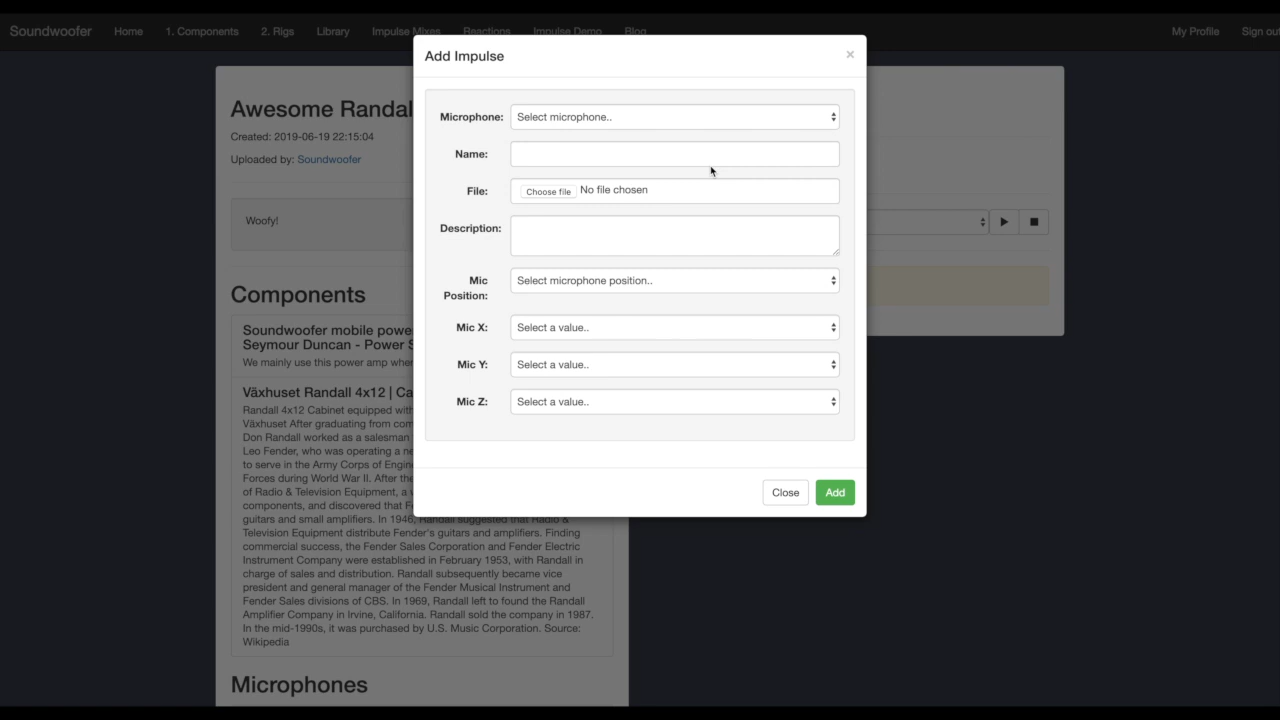 Soundwoofer Home 1. Components 2. Rigs Library Impulse Mixes Reactions Impulse Demo Blog My Profile Sign out
Add Impulse ×
Microphone: Select microphone..
Name:
File: Choose file No file chosen
Description:
Mic Position: Select microphone position..
Mic X: Select a value..
Mic Y: Select a value..
Mic Z: Select a value..
Close Add
Awesome Randal
Created: 2019-06-19 22:15:04
Uploaded by: Soundwoofer
Woofy!
Components
Soundwoofer mobile powe
Seymour Duncan - Power S
We mainly use this power amp wher
Växhuset Randall 4x12 | Ca
Randall 4x12 Cabinet equipped with
Växhuset After graduating from com
Don Randall worked as a salesman
Leo Fender, who was operating a ne
to serve in the Army Corps of Engin
Forces during World War II. After the
of Radio & Television Equipment, a v
components, and discovered that F
guitars and small amplifiers. In 1946, Randall suggested that Radio &
Television Equipment distribute Fender's guitars and amplifiers. Finding
commercial success, the Fender Sales Corporation and Fender Electric
Instrument Company were established in February 1953, with Randall in
charge of sales and distribution. Randall subsequently became vice
president and general manager of the Fender Musical Instrument and
Fender Sales divisions of CBS. In 1969, Randall left to found the Randall
Amplifier Company in Irvine, California. Randall sold the company in 1987.
In the mid-1990s, it was purchased by U.S. Music Corporation. Source:
Wikipedia
Microphones